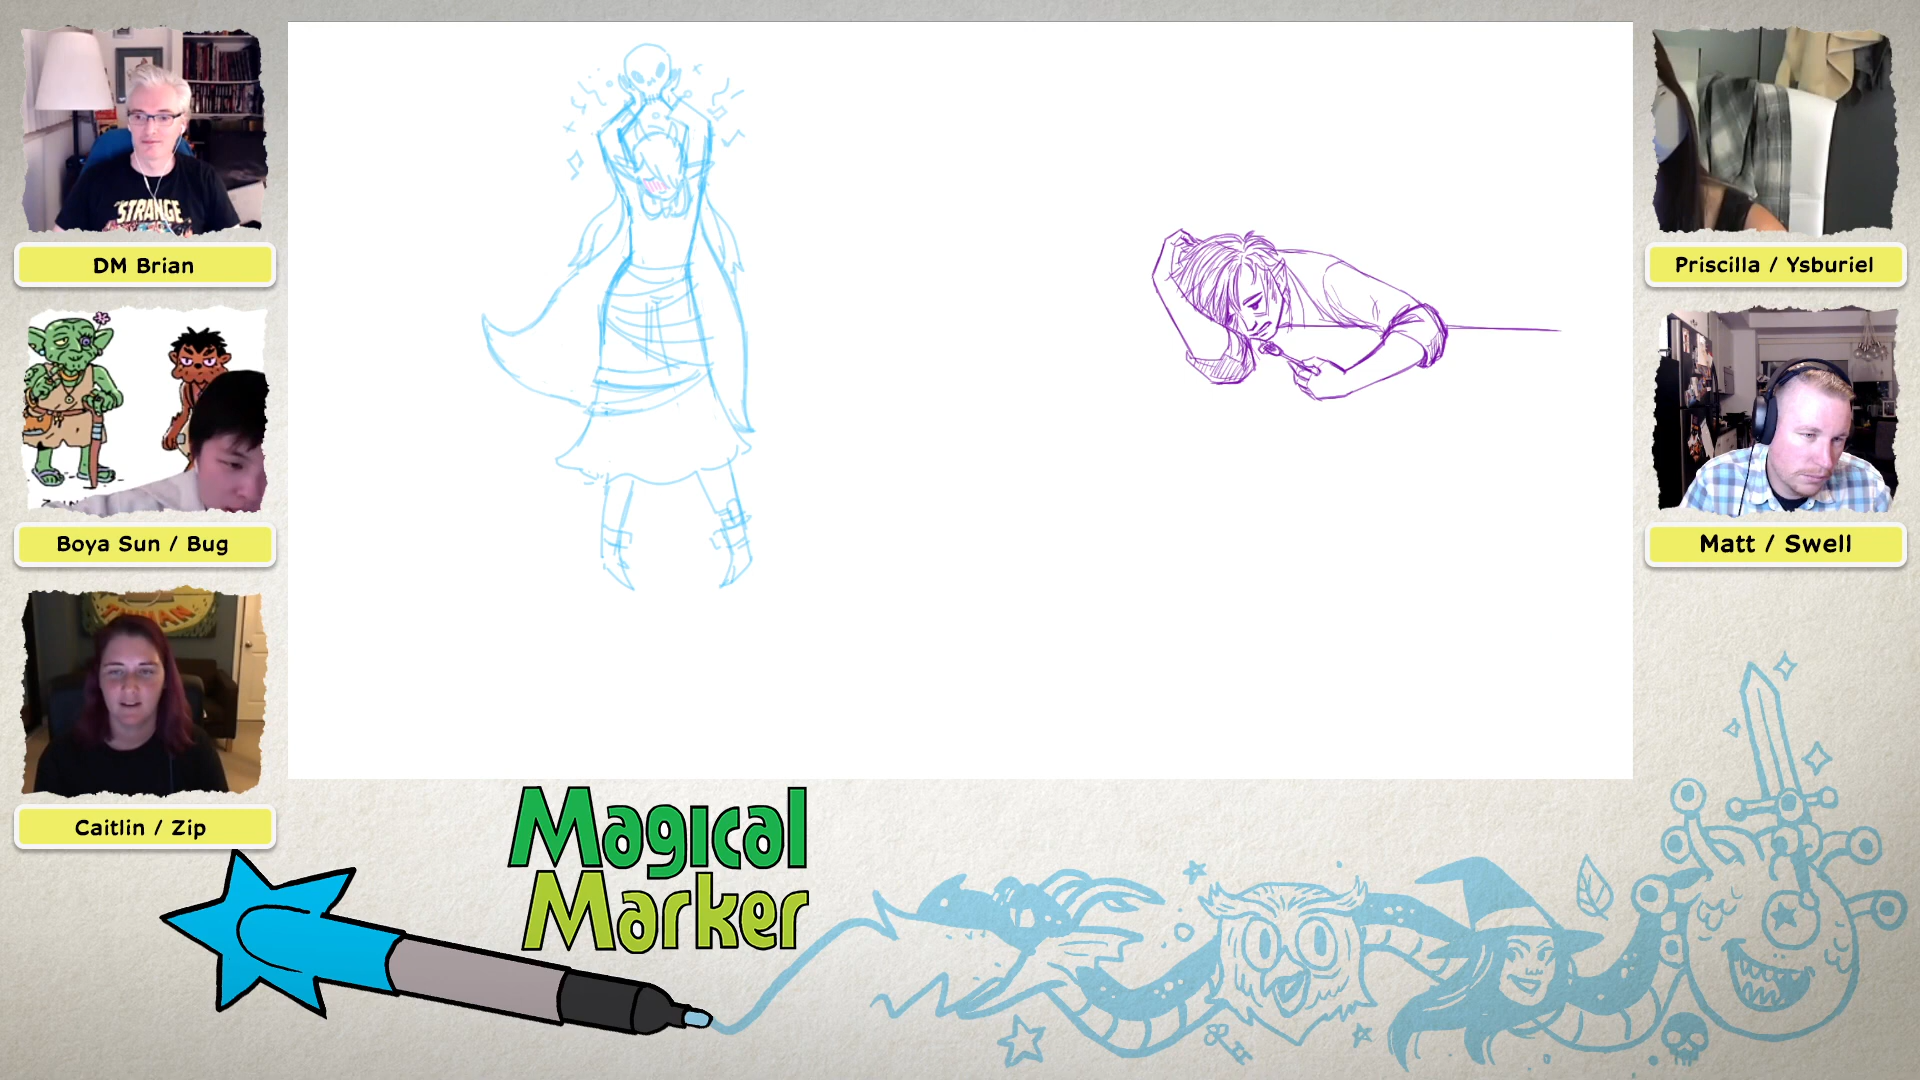 STRANGE
DM Brian
Boya Sun / Bug
Caitlin / Zip
Priscilla / Ysburiel
Matt / Swell
Magical
Marker